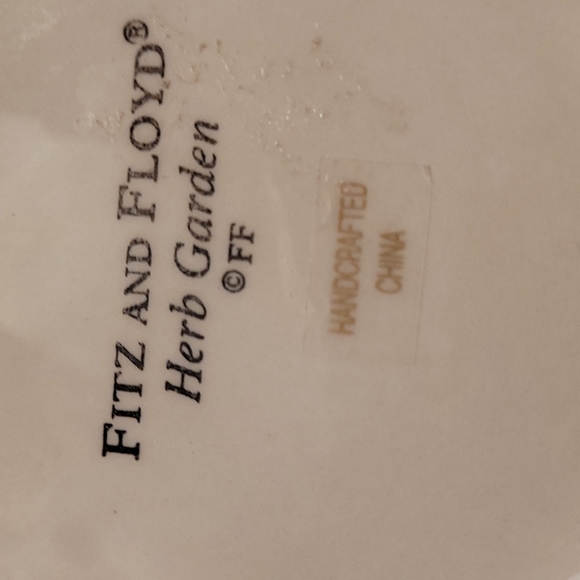 FITZ AND FLOYD®
Herb Garden
©FF
HANDCRAFTED
CHINA